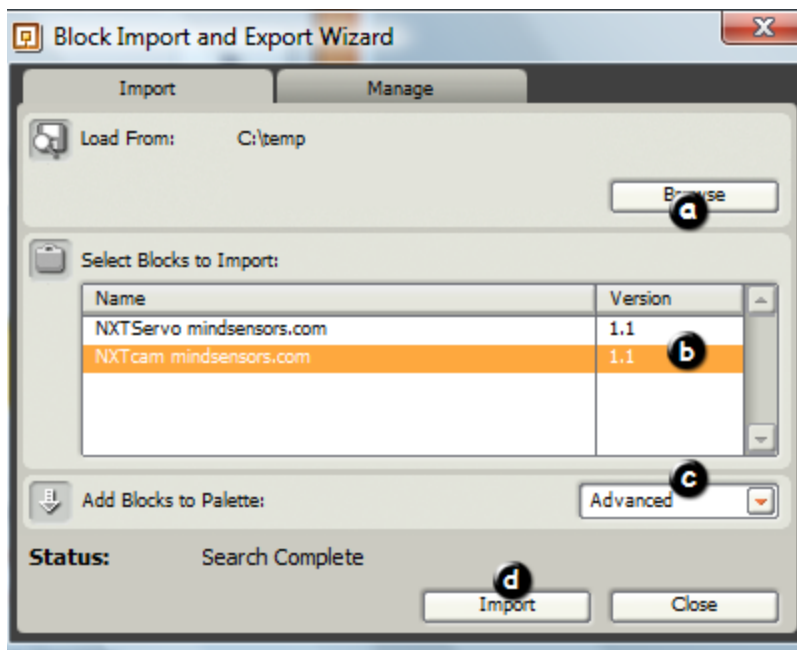 Block Import and Export Wizard
X
Import Manage
Load From: C:\temp
Browse
a
Select Blocks to Import:
Name Version
NXTServo mindsensors.com 1.1
NXTcam mindsensors.com 1.1
b
c
Add Blocks to Palette: Advanced
Status: Search Complete
d
Import Close